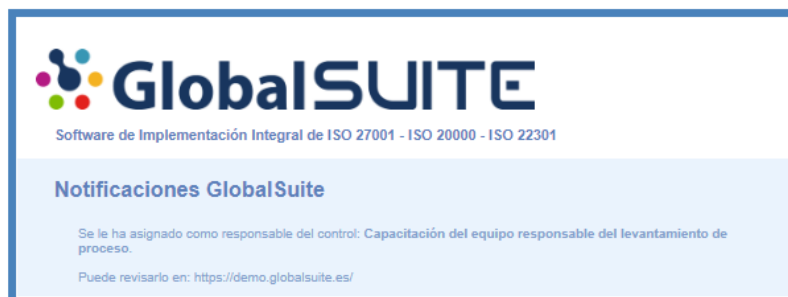 GlobalSUITE
Software de Implementación Integral de ISO 27001 - ISO 20000 - ISO 22301
Notificaciones GlobalSuite
Se le ha asignado como responsable del control: Capacitación del equipo responsable del levantamiento de
proceso.
Puede revisarlo en: https://demo.globalsuite.es/